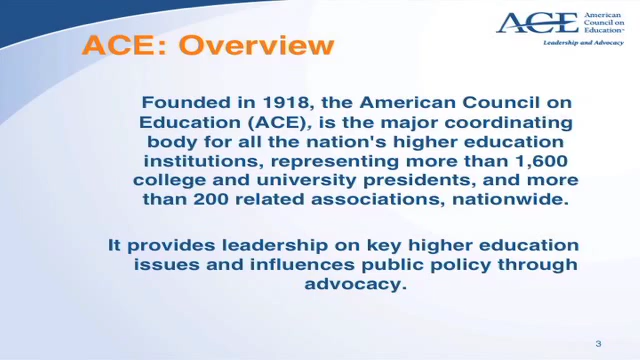 ACE: Overview
ACE American
Council on
Education™
Leadership and Advocacy
Founded in 1918, the American Council on
Education (ACE), is the major coordinating
body for all the nation's higher education
institutions, representing more than 1,600
college and university presidents, and more
than 200 related associations, nationwide.
It provides leadership on key higher education
issues and influences public policy through
advocacy.
3